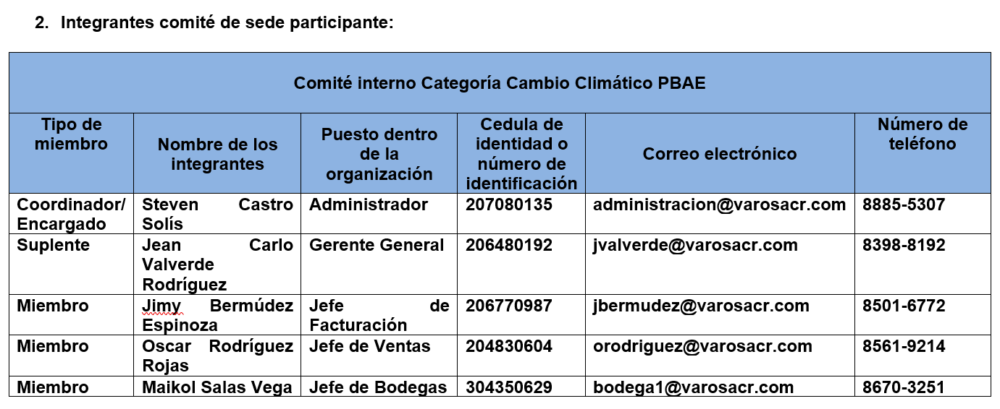 2. Integrantes comité de sede participante:
Comité interno Categoría Cambio Climático PBAE
Tipo de
miembro
Nombre de los
integrantes
Puesto dentro
de la
organización
Cedula de
identidad o
número de
identificación
Correo electrónico
Número de
teléfono
Coordinador/
Encargado
Steven Castro
Solís
Administrador
207080135
administracion@varosacr.com
8885-5307
Suplente
Jean Carlo
Valverde
Rodríguez
Gerente General
206480192
jvalverde@varosacr.com
8398-8192
Miembro
Jimy Bermúdez
Espinoza
Jefe de
Facturación
206770987
jbermudez@varosacr.com
8501-6772
Miembro
Oscar Rodríguez
Rojas
Jefe de Ventas
204830604
orodriguez@varosacr.com
8561-9214
Miembro
Maikol Salas Vega
Jefe de Bodegas
304350629
bodega1@varosacr.com
8670-3251